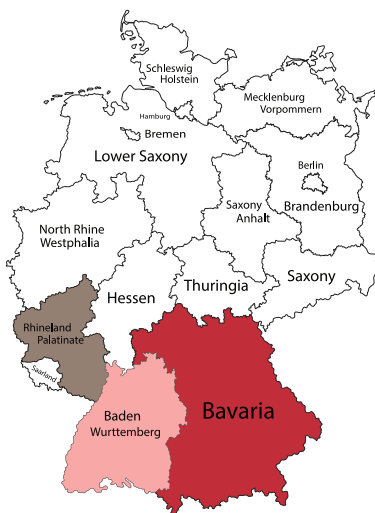 Schleswig
Holstein
Mecklenburg
Vorpommern
Hamburg
Bremen
Lower Saxony
Berlin
Brandenburg
Saxony
Anhalt
North Rhine
Westphalia
Hessen
Thuringia
Saxony
Rhineland
Palatinate
Saarland
Baden
Wurttemberg
Bavaria